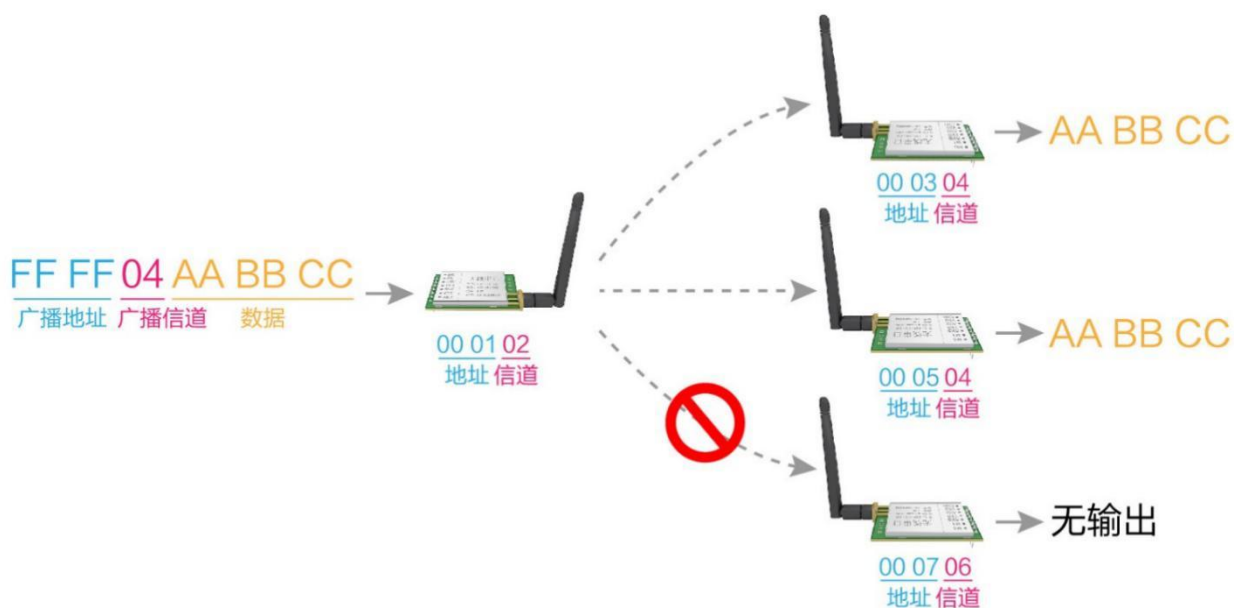 AA BB CC
00 03 04
地址 信道
FF FF 04 AA BB CC
广播地址 广播信道 数据
00 01 02
地址 信道
AA BB CC
00 05 04
地址 信道
无输出
00 07 06
地址 信道